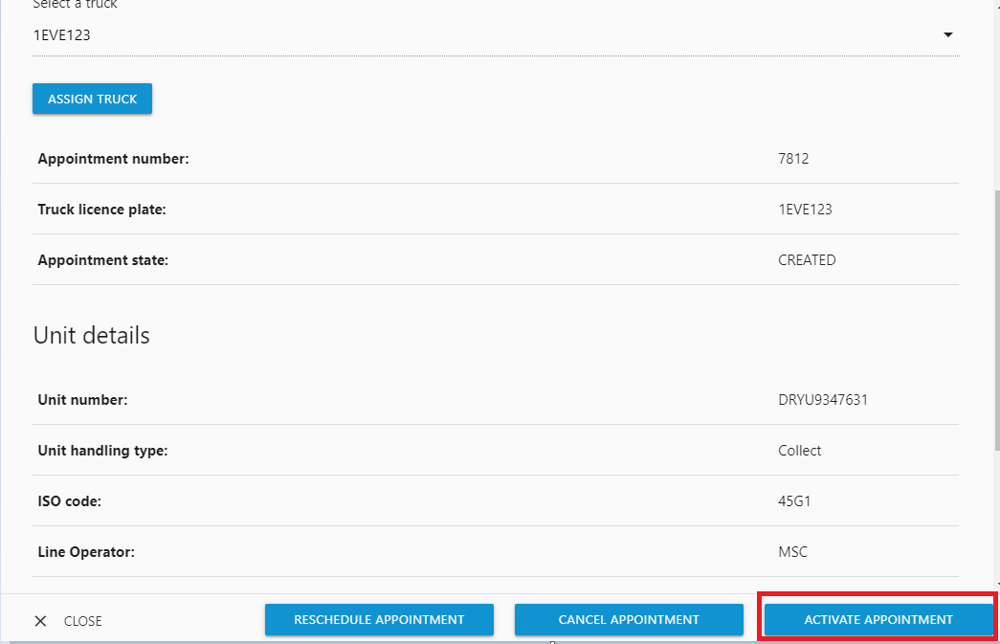 Select a truck
1EVE123
ASSIGN TRUCK
Appointment number: 7812
Truck licence plate: 1EVE123
Appointment state: CREATED
Unit details
Unit number: DRYU9347631
Unit handling type: Collect
ISO code: 45G1
Line Operator: MSC
CLOSE RESCHEDULE APPOINTMENT CANCEL APPOINTMENT ACTIVATE APPOINTMENT